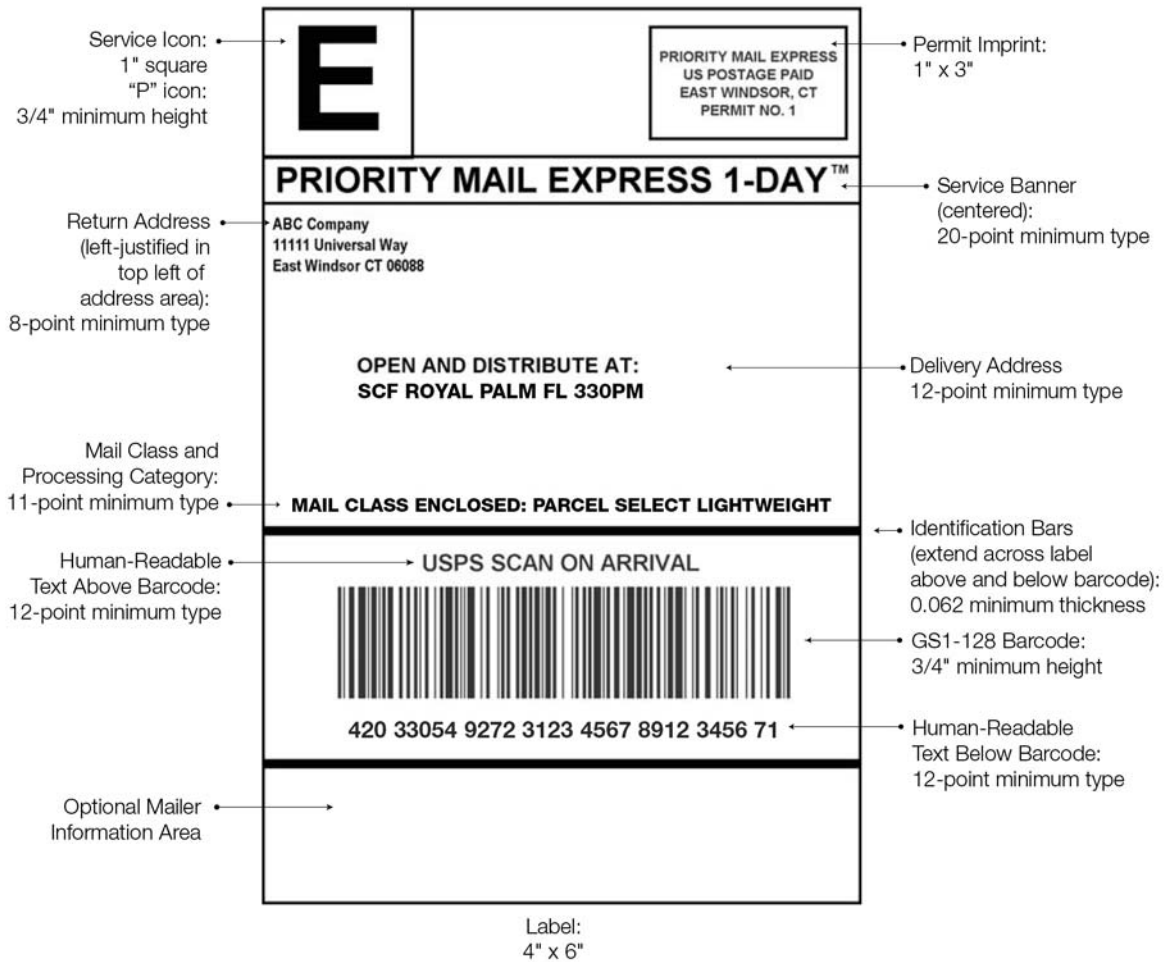 Service Icon:
1" square
“P” icon:
3/4" minimum height
E
PRIORITY MAIL EXPRESS
US POSTAGE PAID
EAST WINDSOR, CT
PERMIT NO. 1
Permit Imprint:
1" x 3"
PRIORITY MAIL EXPRESS 1-DAY™
Service Banner
(centered):
20-point minimum type
Return Address
(left-justified in
top left of
address area):
8-point minimum type
ABC Company
11111 Universal Way
East Windsor CT 06088
OPEN AND DISTRIBUTE AT:
SCF ROYAL PALM FL 330PM
Delivery Address
12-point minimum type
Mail Class and
Processing Category:
11-point minimum type
MAIL CLASS ENCLOSED: PARCEL SELECT LIGHTWEIGHT
Identification Bars
(extend across label
above and below barcode):
0.062 minimum thickness
Human-Readable
Text Above Barcode:
12-point minimum type
USPS SCAN ON ARRIVAL
GS1-128 Barcode:
3/4" minimum height
420 33054 9272 3123 4567 8912 3456 71
Human-Readable
Text Below Barcode:
12-point minimum type
Optional Mailer
Information Area
Label:
4" x 6"